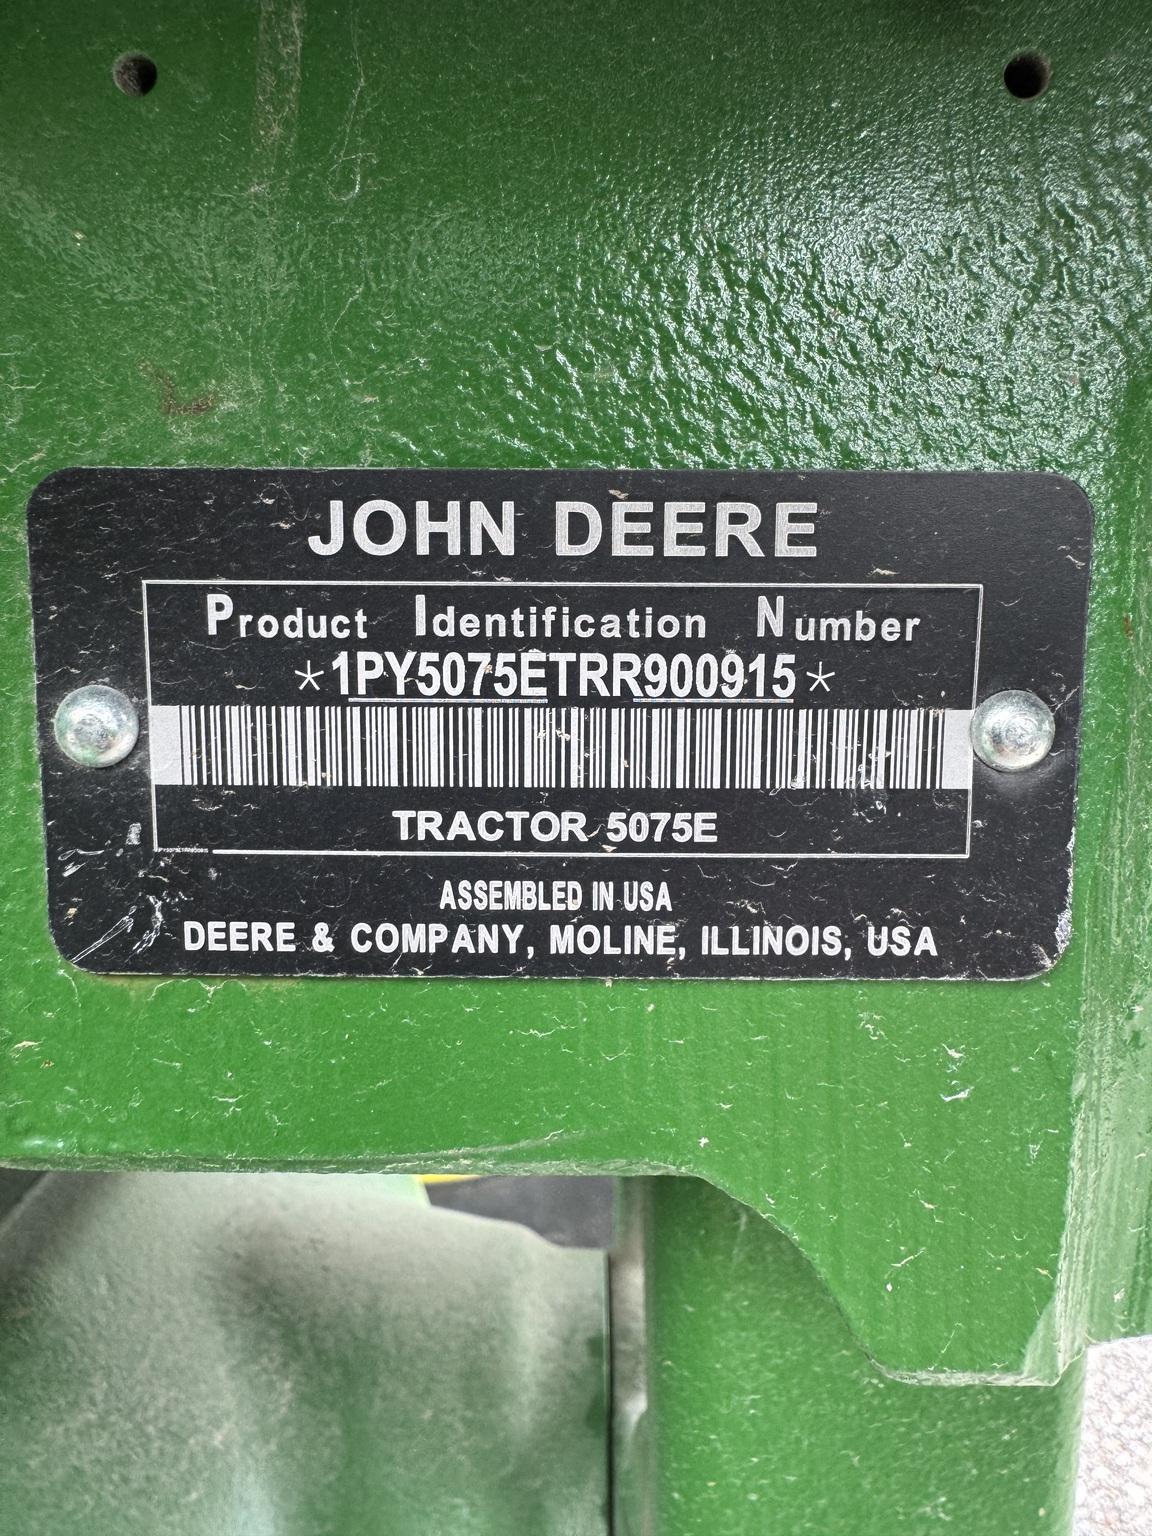 JOHN DEERE
Product Identification Number
*1PY5075ETRR900915*
TRACTOR 5075E
ASSEMBLED IN USA
DEERE & COMPANY, MOLINE, ILLINOIS, USA